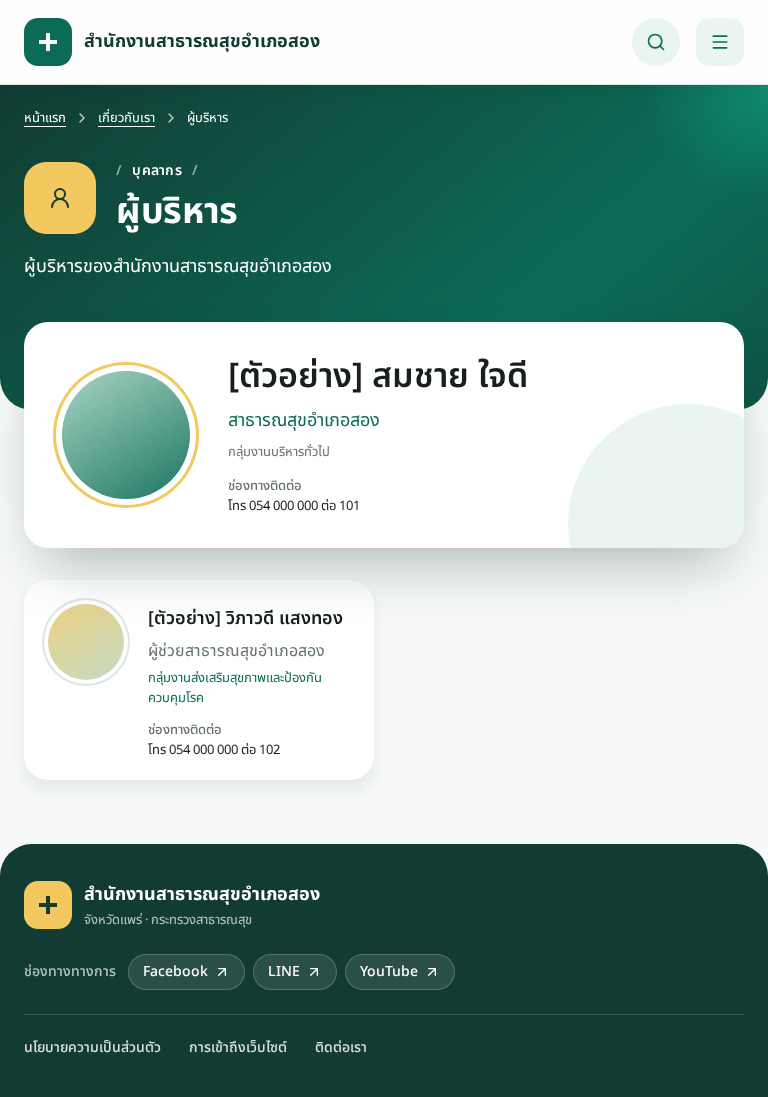 สำนักงานสาธารณสุขอำเภอสอง
หน้าแรก > เกี่ยวกับเรา > ผู้บริหาร
/ บุคลากร /
ผู้บริหาร
ผู้บริหารของสำนักงานสาธารณสุขอำเภอสอง
[ตัวอย่าง] สมชาย ใจดี
สาธารณสุขอำเภอสอง
กลุ่มงานบริหารทั่วไป
ช่องทางติดต่อ
โทร 054 000 000 ต่อ 101
[ตัวอย่าง] วิภาวดี แสงทอง
ผู้ช่วยสาธารณสุขอำเภอสอง
กลุ่มงานส่งเสริมสุขภาพและป้องกัน
ควบคุมโรค
ช่องทางติดต่อ
โทร 054 000 000 ต่อ 102
สำนักงานสาธารณสุขอำเภอสอง
จังหวัดแพร่ · กระทรวงสาธารณสุข
ช่องทางทางการ Facebook LINE YouTube
นโยบายความเป็นส่วนตัว การเข้าถึงเว็บไซต์ ติดต่อเรา